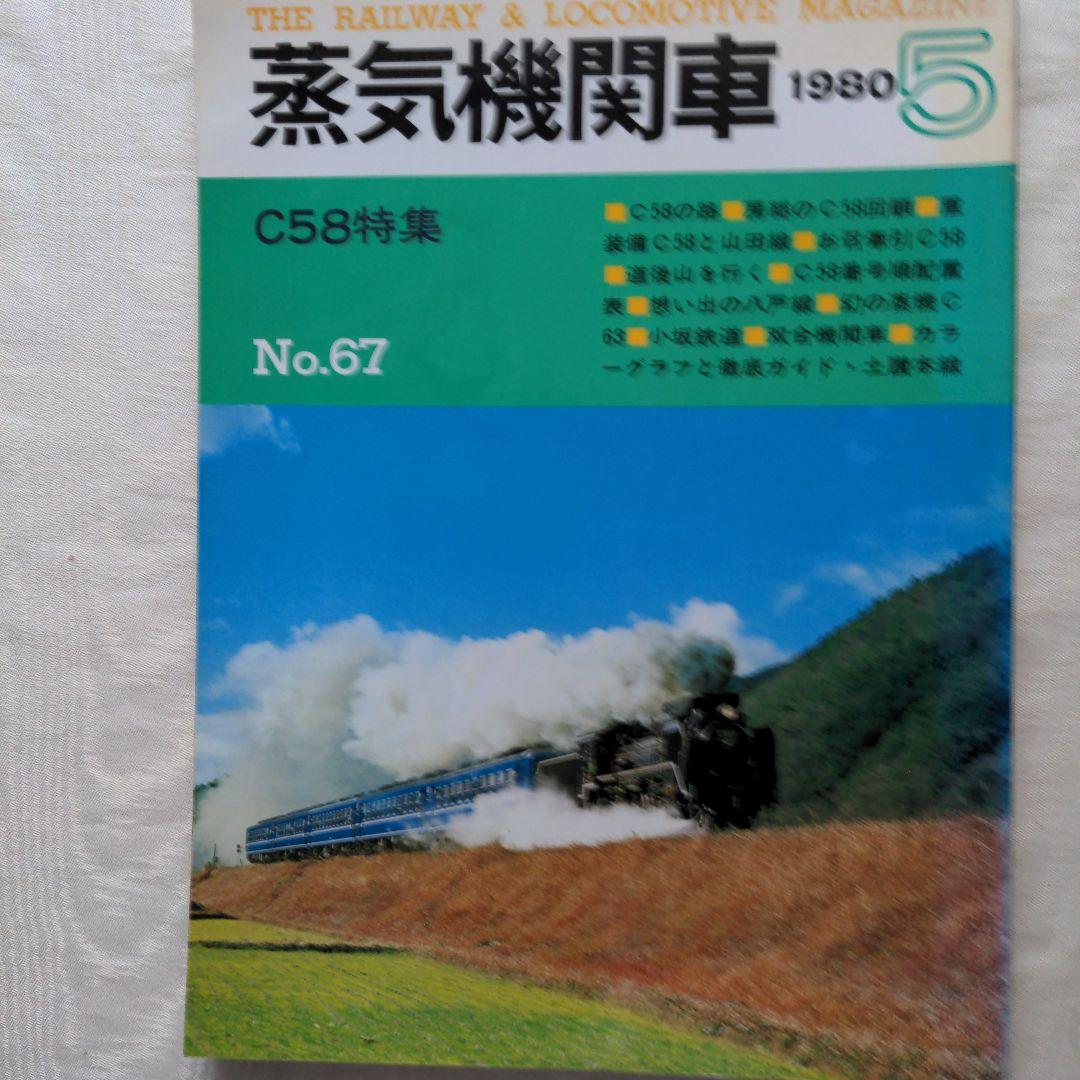 THE RAILWAY & LOCOMOTIVE MAGAZINE
蒸気機関車 1980 5
C58特集
■C58の路■房総のC58回顧■重
装備C58と山田線■お召牽引C58
■道後山を行く■C58番号順配置
表■想い出の八戸線■幻の蒸機C
63■小坂鉄道■双合機関車■カラ
ーグラフと徹底ガイド・土讃本線
No.67